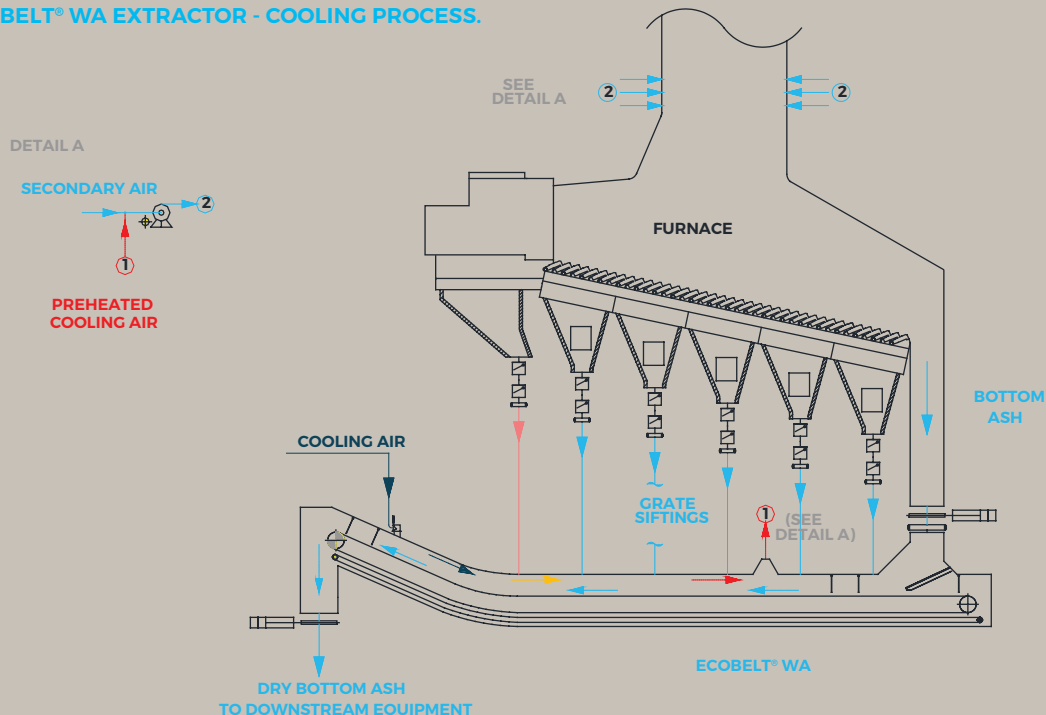 BELT® WA EXTRACTOR - COOLING PROCESS.
SEE
DETAIL A
2
2
DETAIL A
SECONDARY AIR
2
1
PREHEATED
COOLING AIR
FURNACE
BOTTOM
ASH
COOLING AIR
GRATE
SIFTINGS
1
(SEE
DETAIL A)
ECOBELT® WA
DRY BOTTOM ASH
TO DOWNSTREAM EQUIPMENT